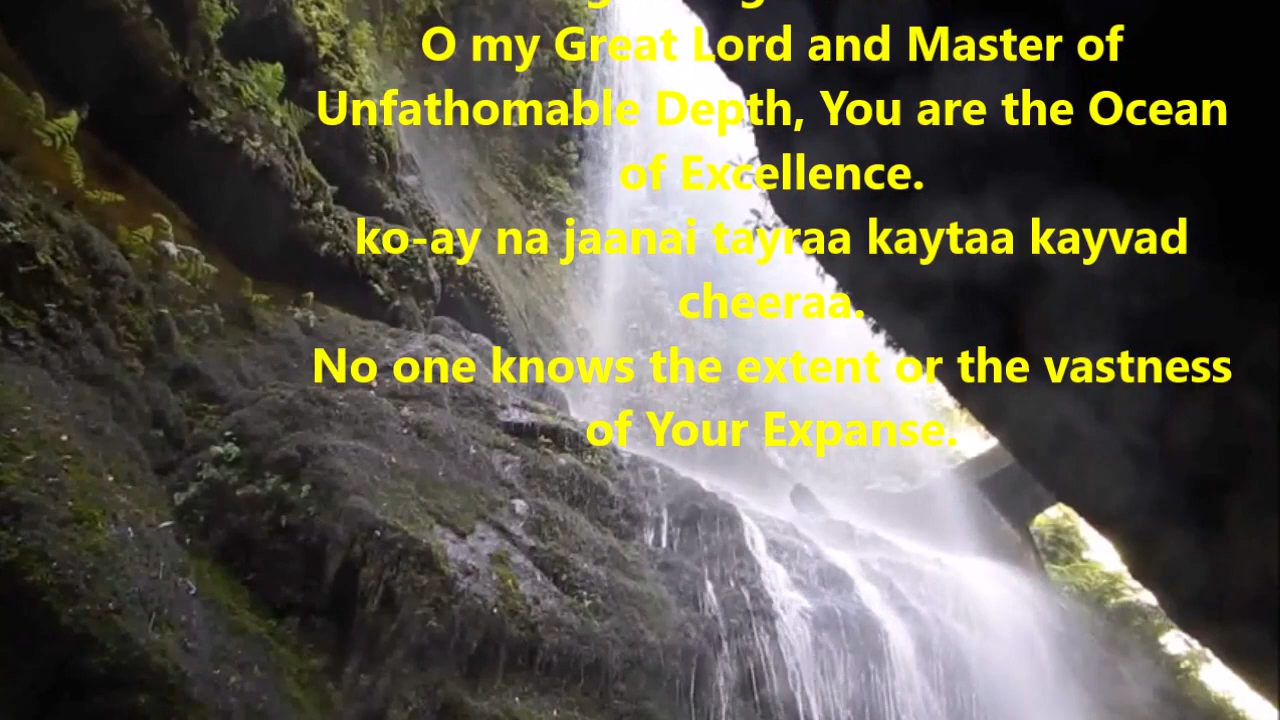 O my Great Lord and Master of
Unfathomable Depth, You are the Ocean
of Excellence.
ko-ay na jaanai tayraa kaytaa kayvad
cheeraa.
No one knows the extent or the vastness
of Your Expanse.